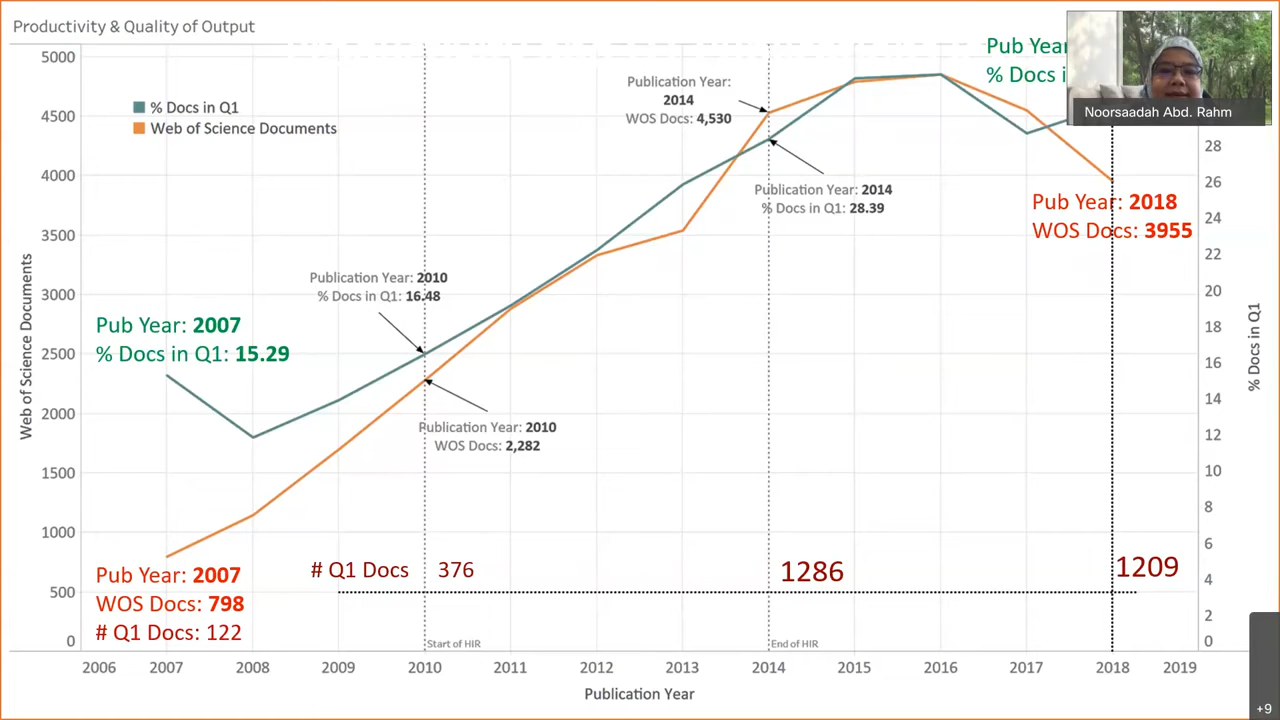 Productivity & Quality of Output
% Docs in Q1
Web of Science Documents
Web of Science Documents
5000
4500
4000
3500
3000
2500
2000
1500
1000
500
0
Pub Year: 2007
% Docs in Q1: 15.29
Pub Year: 2007
WOS Docs: 798
# Q1 Docs: 122
Publication Year: 2010
% Docs in Q1: 16.48
Publication Year: 2010
WOS Docs: 2,282
Publication Year:
2014
WOS Docs: 4,530
Publication Year: 2014
% Docs in Q1: 28.39
Pub Year
% Docs i
Noorsaadah Abd. Rahm
Pub Year: 2018
WOS Docs: 3955
# Q1 Docs 376
1286
1209
Start of HIR
End of HIR
28
26
24
22
20
18
16
14
12
10
8
6
4
2
0
% Docs in Q1
2006 2007 2008 2009 2010 2011 2012 2013 2014 2015 2016 2017 2018 2019
Publication Year
+9